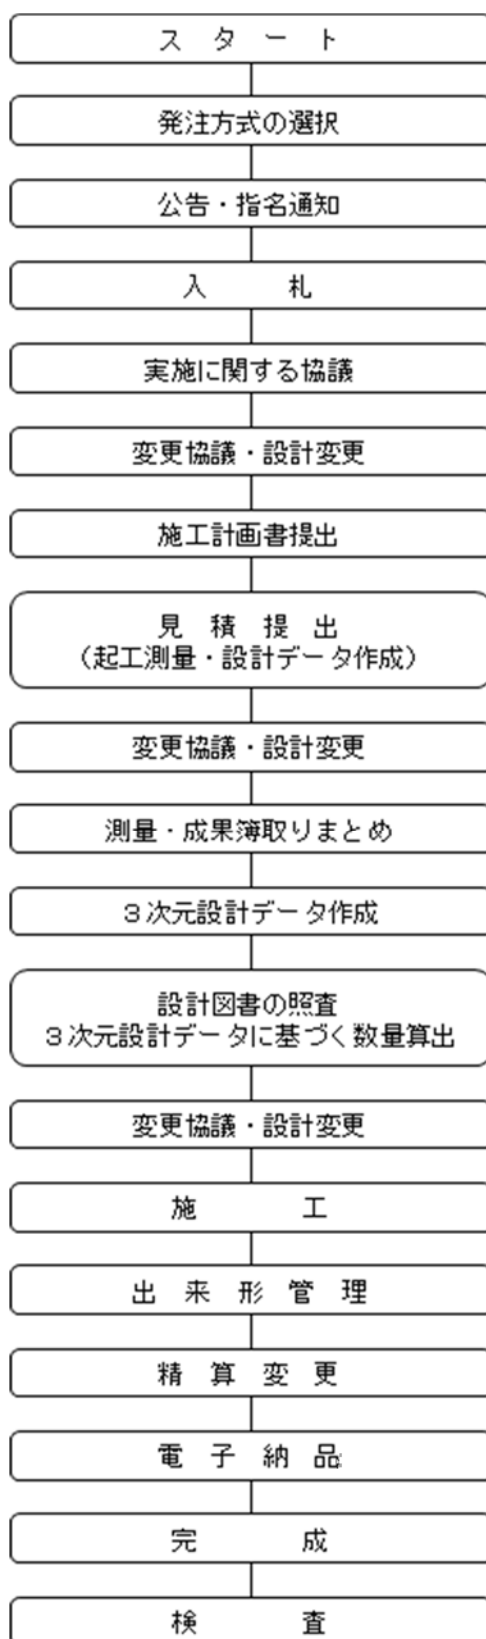 スタート
発注方式の選択
公告・指名通知
入札
実施に関する協議
変更協議・設計変更
施工計画書提出
見積提出
（起工測量・設計データ作成）
変更協議・設計変更
測量・成果簿取りまとめ
３次元設計データ作成
設計図書の照査
３次元設計データに基づく数量算出
変更協議・設計変更
施工
出来形管理
精算変更
電子納品
完成
検査